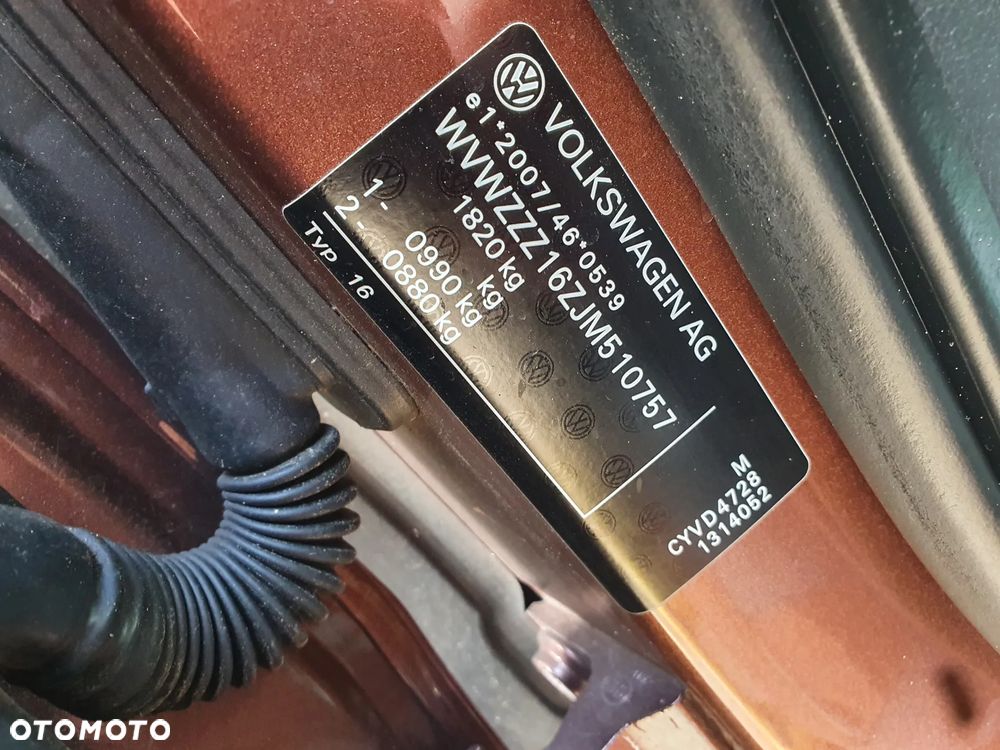 VOLKSWAGEN AG
e1*2007/46*0539
WVWZZZ16ZJM510757
1820 kg
kg
1- 0990 kg
2- 0880 kg
Typ 16
M
CYVD4728
1314052
OTOMOTO